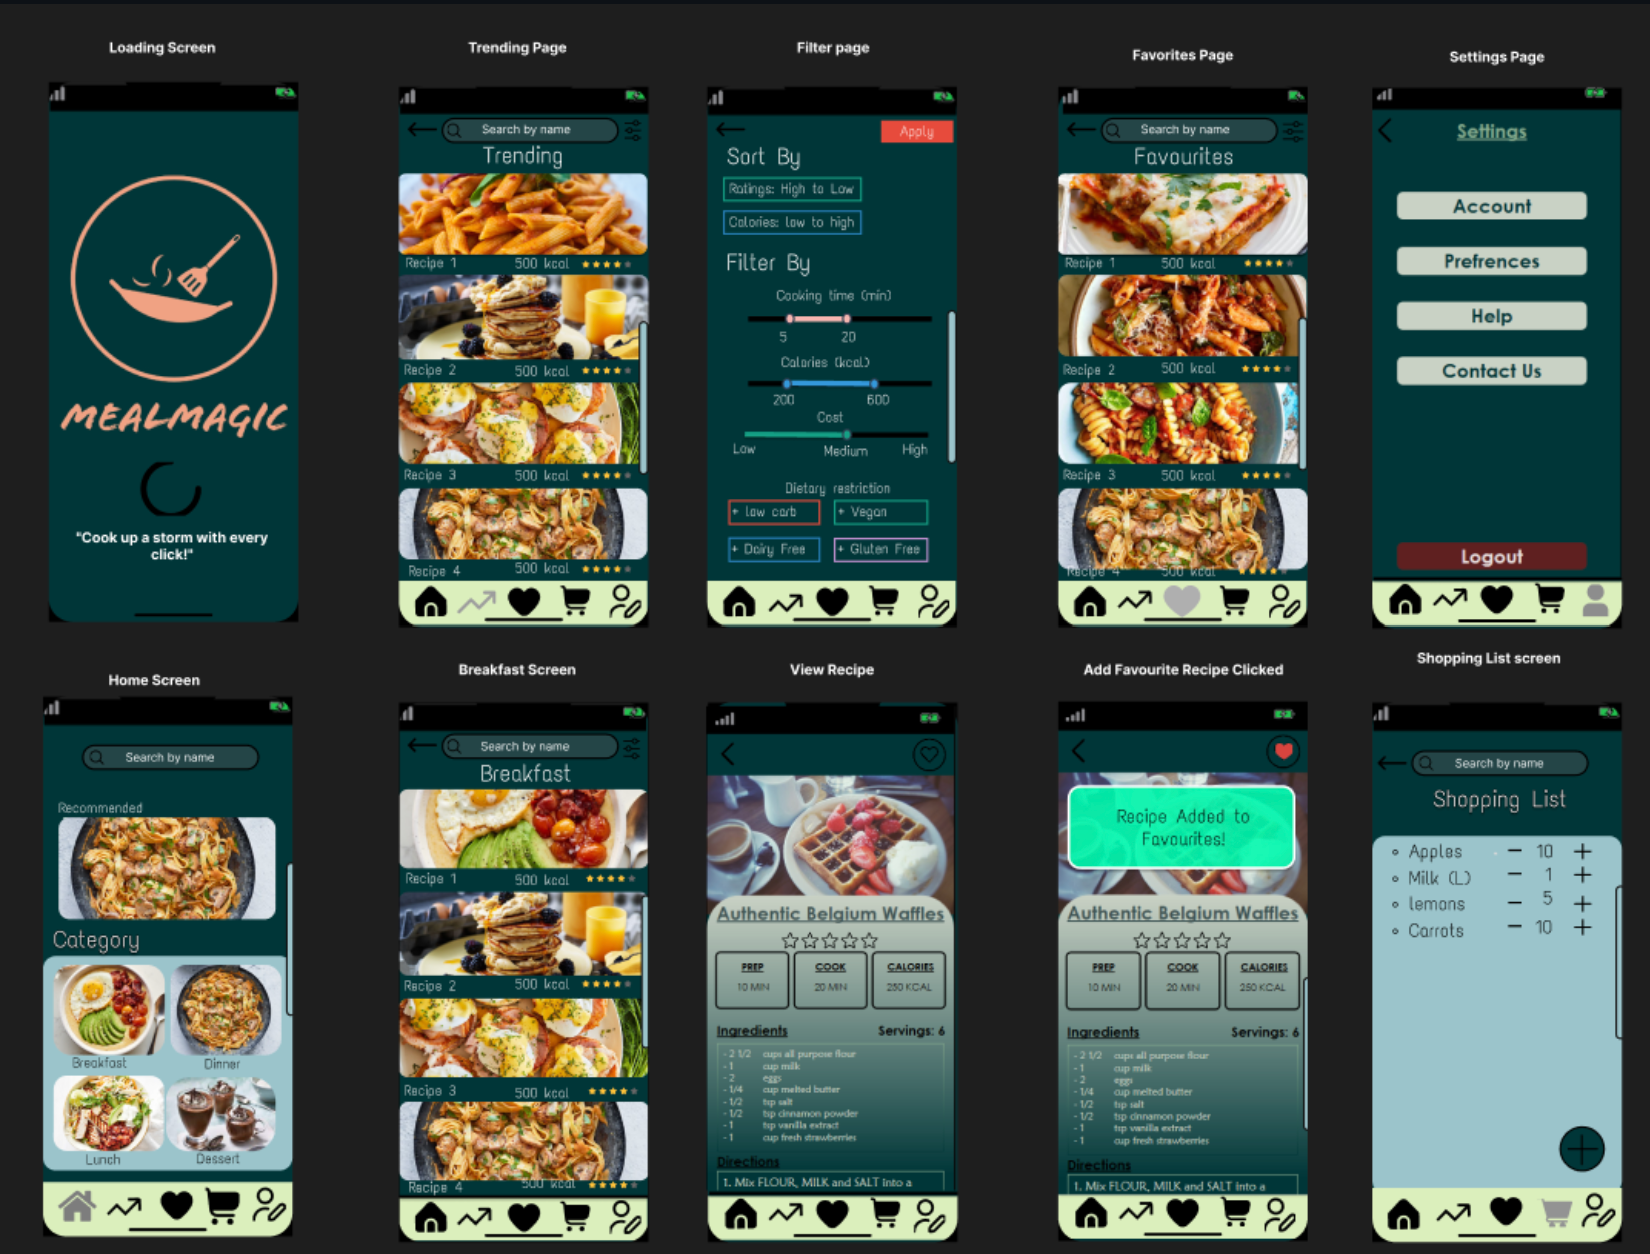 Loading Screen
MEALMAGIC
"Cook up a storm with every
click!"
Trending Page
Search by name
Trending
Recipe 1 500 kcal
Recipe 2 500 kcal
Recipe 3 500 kcal
Recipe 4 500 kcal
Filter page
Apply
Sort By
Ratings: High to Low
Calories: low to high
Filter By
Cooking time (min)
5 20
Calories (kcal)
200 600
Cost
Low Medium High
Dietary restriction
+ low carb + Vegan
+ Dairy Free + Gluten Free
Favorites Page
Search by name
Favourites
Recipe 1 500 kcal
Recipe 2 500 kcal
Recipe 3 500 kcal
Recipe 4 500 kcal
Settings Page
Settings
Account
Prefrences
Help
Contact Us
Logout
Home Screen
Search by name
Recommended
Category
Breakfast Dinner
Lunch Dessert
Breakfast Screen
Search by name
Breakfast
Recipe 1 500 kcal
Recipe 2 500 kcal
Recipe 3 500 kcal
Recipe 4 500 kcal
View Recipe
Authentic Belgium Waffles
PREP COOK CALORIES
10 MIN 20 MIN 250 KCAL
Ingredients Servings: 6
- 2 1/2 cups all purpose flour
- 1 cup milk
- 2 eggs
- 1/4 cup melted butter
- 1/2 tsp salt
- 1/2 tsp cinnamon powder
- 1 tsp vanilla extract
- 1 cup fresh strawberries
Directions
1. Mix FLOUR, MILK and SALT Into a
Add Favourite Recipe Clicked
Recipe Added to
Favourites!
Authentic Belgium Waffles
PREP COOK CALORIES
10 MIN 20 MIN 250 KCAL
Ingredients Servings: 6
- 2 1/2 cups all purpose flour
- 1 cup milk
- 2 eggs
- 1/4 cup melted butter
- 1/2 tsp salt
- 1/2 tsp cinnamon powder
- 1 tsp vanilla extract
- 1 cup fresh strawberries
Directions
1. Mix FLOUR, MILK and SALT Into a
Shopping List screen
Search by name
Shopping List
Apples − 10 +
Milk (L) − 1 +
lemons − 5 +
Carrots − 10 +